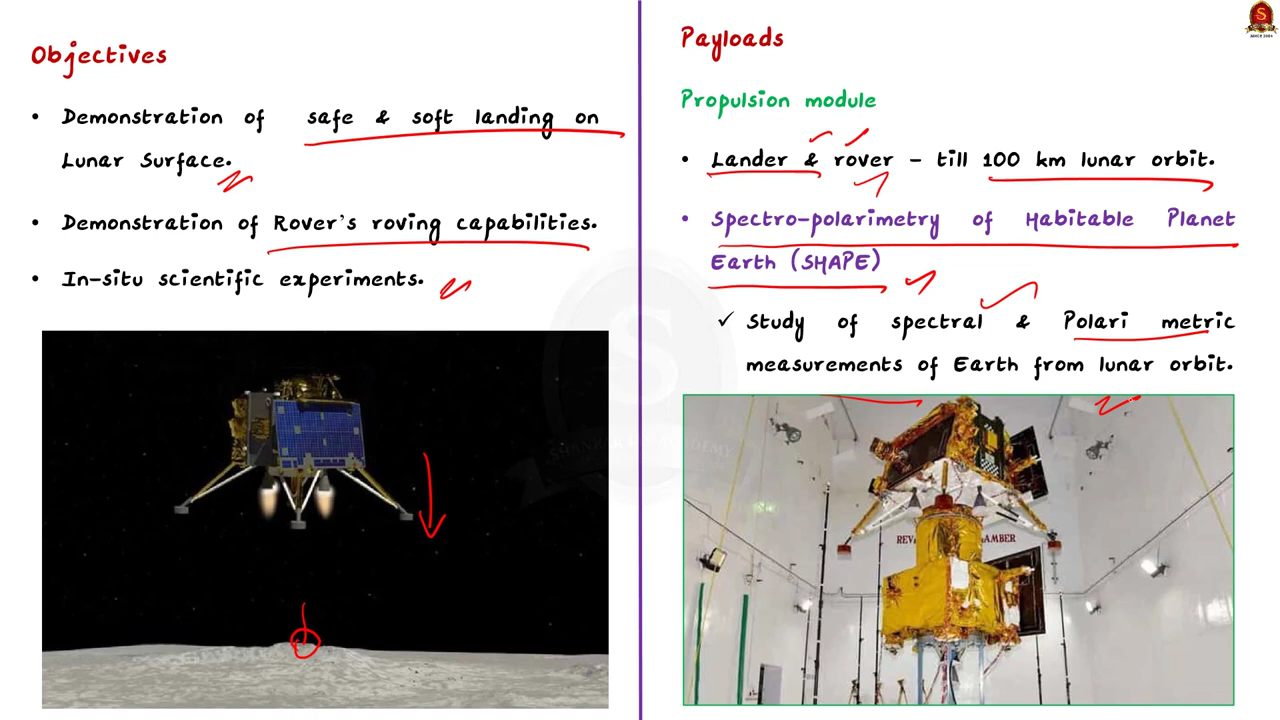 Objectives
• Demonstration of safe & soft landing on
Lunar Surface.
• Demonstration of Rover's roving capabilities.
• In-situ scientific experiments.
Payloads
Propulsion module
• Lander & rover – till 100 km lunar orbit.
• Spectro-polarimetry of Habitable Planet
Earth (SHAPE)
✓ Study of spectral & Polari metric
measurements of Earth from lunar orbit.
S
SINCE 2004